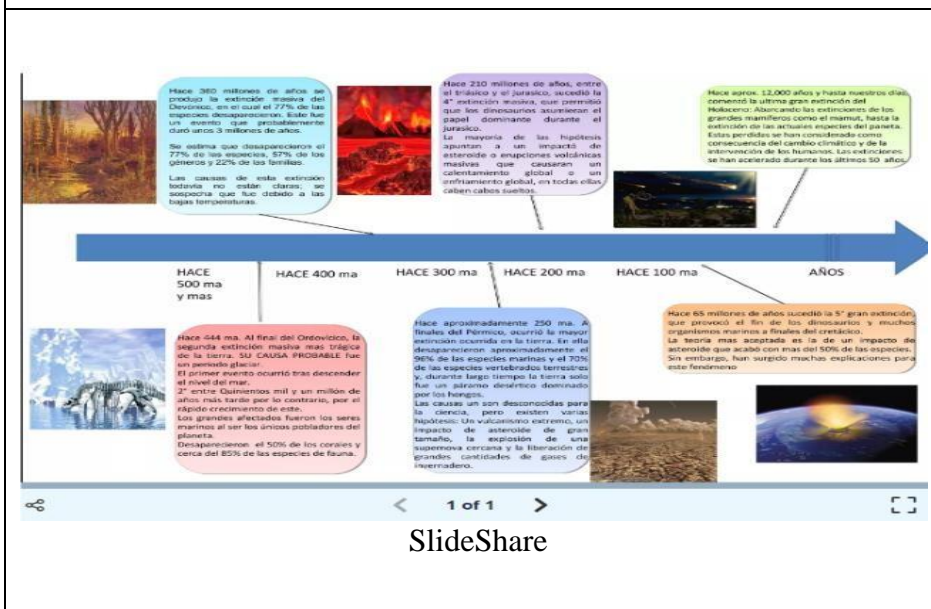 Hace 360 millones de años se
produjo la extinción masiva del
Devónico, en el cual el 77% de las
especies desaparecieron. Este fue
un evento que probablemente
duró unos 3 millones de años.
Se estima que desaparecieron el
77% de las especies, 57% de los
géneros y 22% de las familias.
Las causas de esta extinción
todavía no están claras; se
sospecha que fue debido a las
bajas temperaturas.
Hace 210 millones de años, entre
el triásico y el Jurasico, sucedió la
4° extinción masiva, que permitió
que los dinosaurios asumieran el
papel dominante durante el
Jurasico.
La mayoría de las hipótesis
apuntan a un impacto de
asteroide o erupciones volcánicas
masivas que causaran un
calentamiento global o un
enfriamiento global, en todas ellas
caben cabos sueltos.
Hace aprox. 12,000 años y hasta nuestros días,
comenzó la ultima gran extinción del
Holoceno: Abarcando las extinciones de los
grandes mamíferos como el mamut, hasta la
extinción de las actuales especies del paneta.
Estas perdidas se han considerado como
consecuencia del cambio climático y de la
intervención de los humanos. Las extinciones
se han acelerado durante los últimos 50 años
HACE
500 ma
y mas
HACE 400 ma
HACE 300 ma
HACE 200 ma
HACE 100 ma
AÑOS
Hace 444 ma. Al final del Ordovícico, la
segunda extinción masiva mas trágica
de la tierra. SU CAUSA PROBABLE fue
un periodo glaciar.
El primer evento ocurrió tras descender
el nivel del mar.
2° entre Quinientos mil y un millón de
años más tarde por lo contrario, por el
rápido crecimiento de este.
Los grandes afectados fueron los seres
marinos al ser los únicos pobladores del
planeta.
Desaparecieron el 50% de los corales y
cerca del 85% de las especies de fauna.
Hace aproximadamente 250 ma. A
finales del Pérmico, ocurrió la mayor
extinción ocurrida en la tierra. En ella
desaparecieron aproximadamente el
96% de las especies marinas y el 70%
de las especies vertebrados terrestres
y, durante largo tiempo la tierra solo
fue un páramo desértico dominado
por los hongos.
Las causas un son desconocidas para
la ciencia, pero existen varias
hipótesis: Un vulcanismo extremo, un
impacto de asteroide de gran
tamaño, la explosión de una
supernova cercana y la liberación de
grandes cantidades de gases de
invernadero.
Hace 65 millones de años sucedió la 5° gran extinción,
que provocó el fin de los dinosaurios y muchos
organismos marinos a finales del cretácico.
La teoría mas aceptada es la de un impacto de
asteroide que acabó con mas del 50% de las especies.
Sin embargo, han surgido muchas explicaciones para
este fenómeno
1 of 1
SlideShare